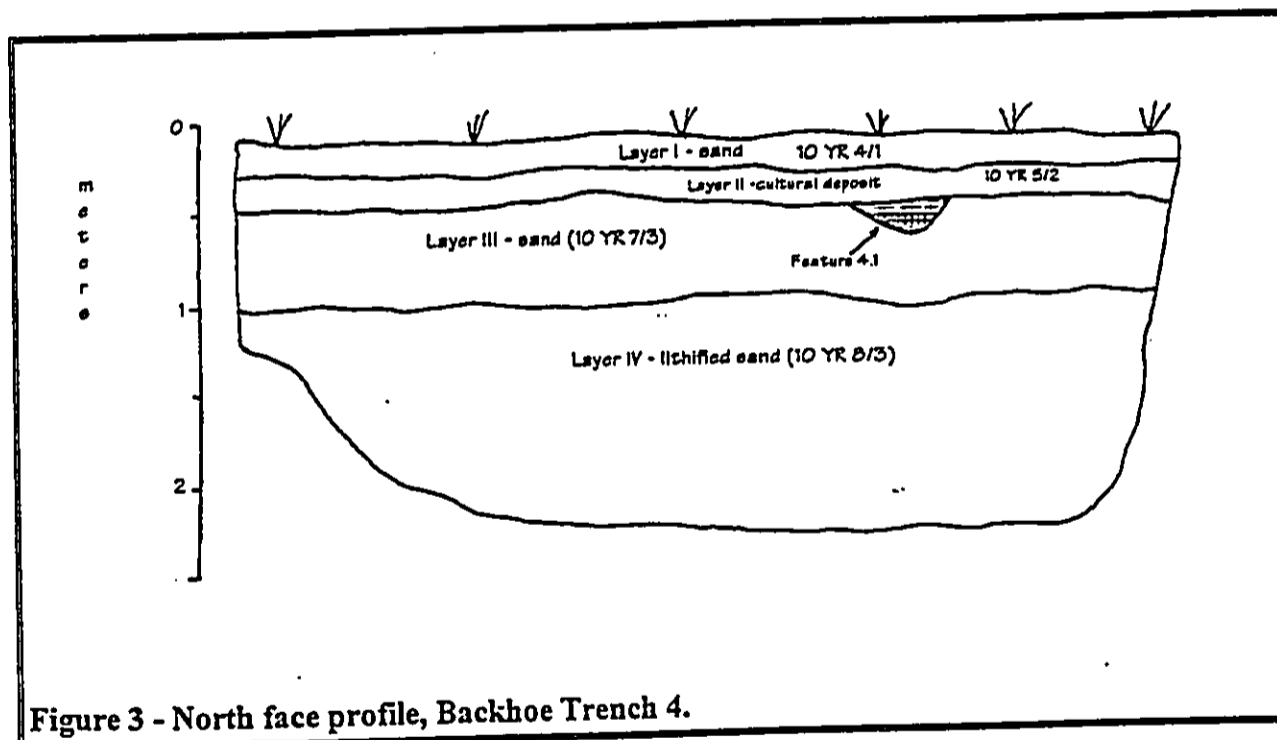 0
meters
Layer I - sand 10 YR 4/1
Layer II - cultural deposit 10 YR 5/2
Layer III - sand (10 YR 7/3)
Feature 4.1
1
Layer IV - lithified sand (10 YR 8/3)
2
Figure 3 - North face profile, Backhoe Trench 4.